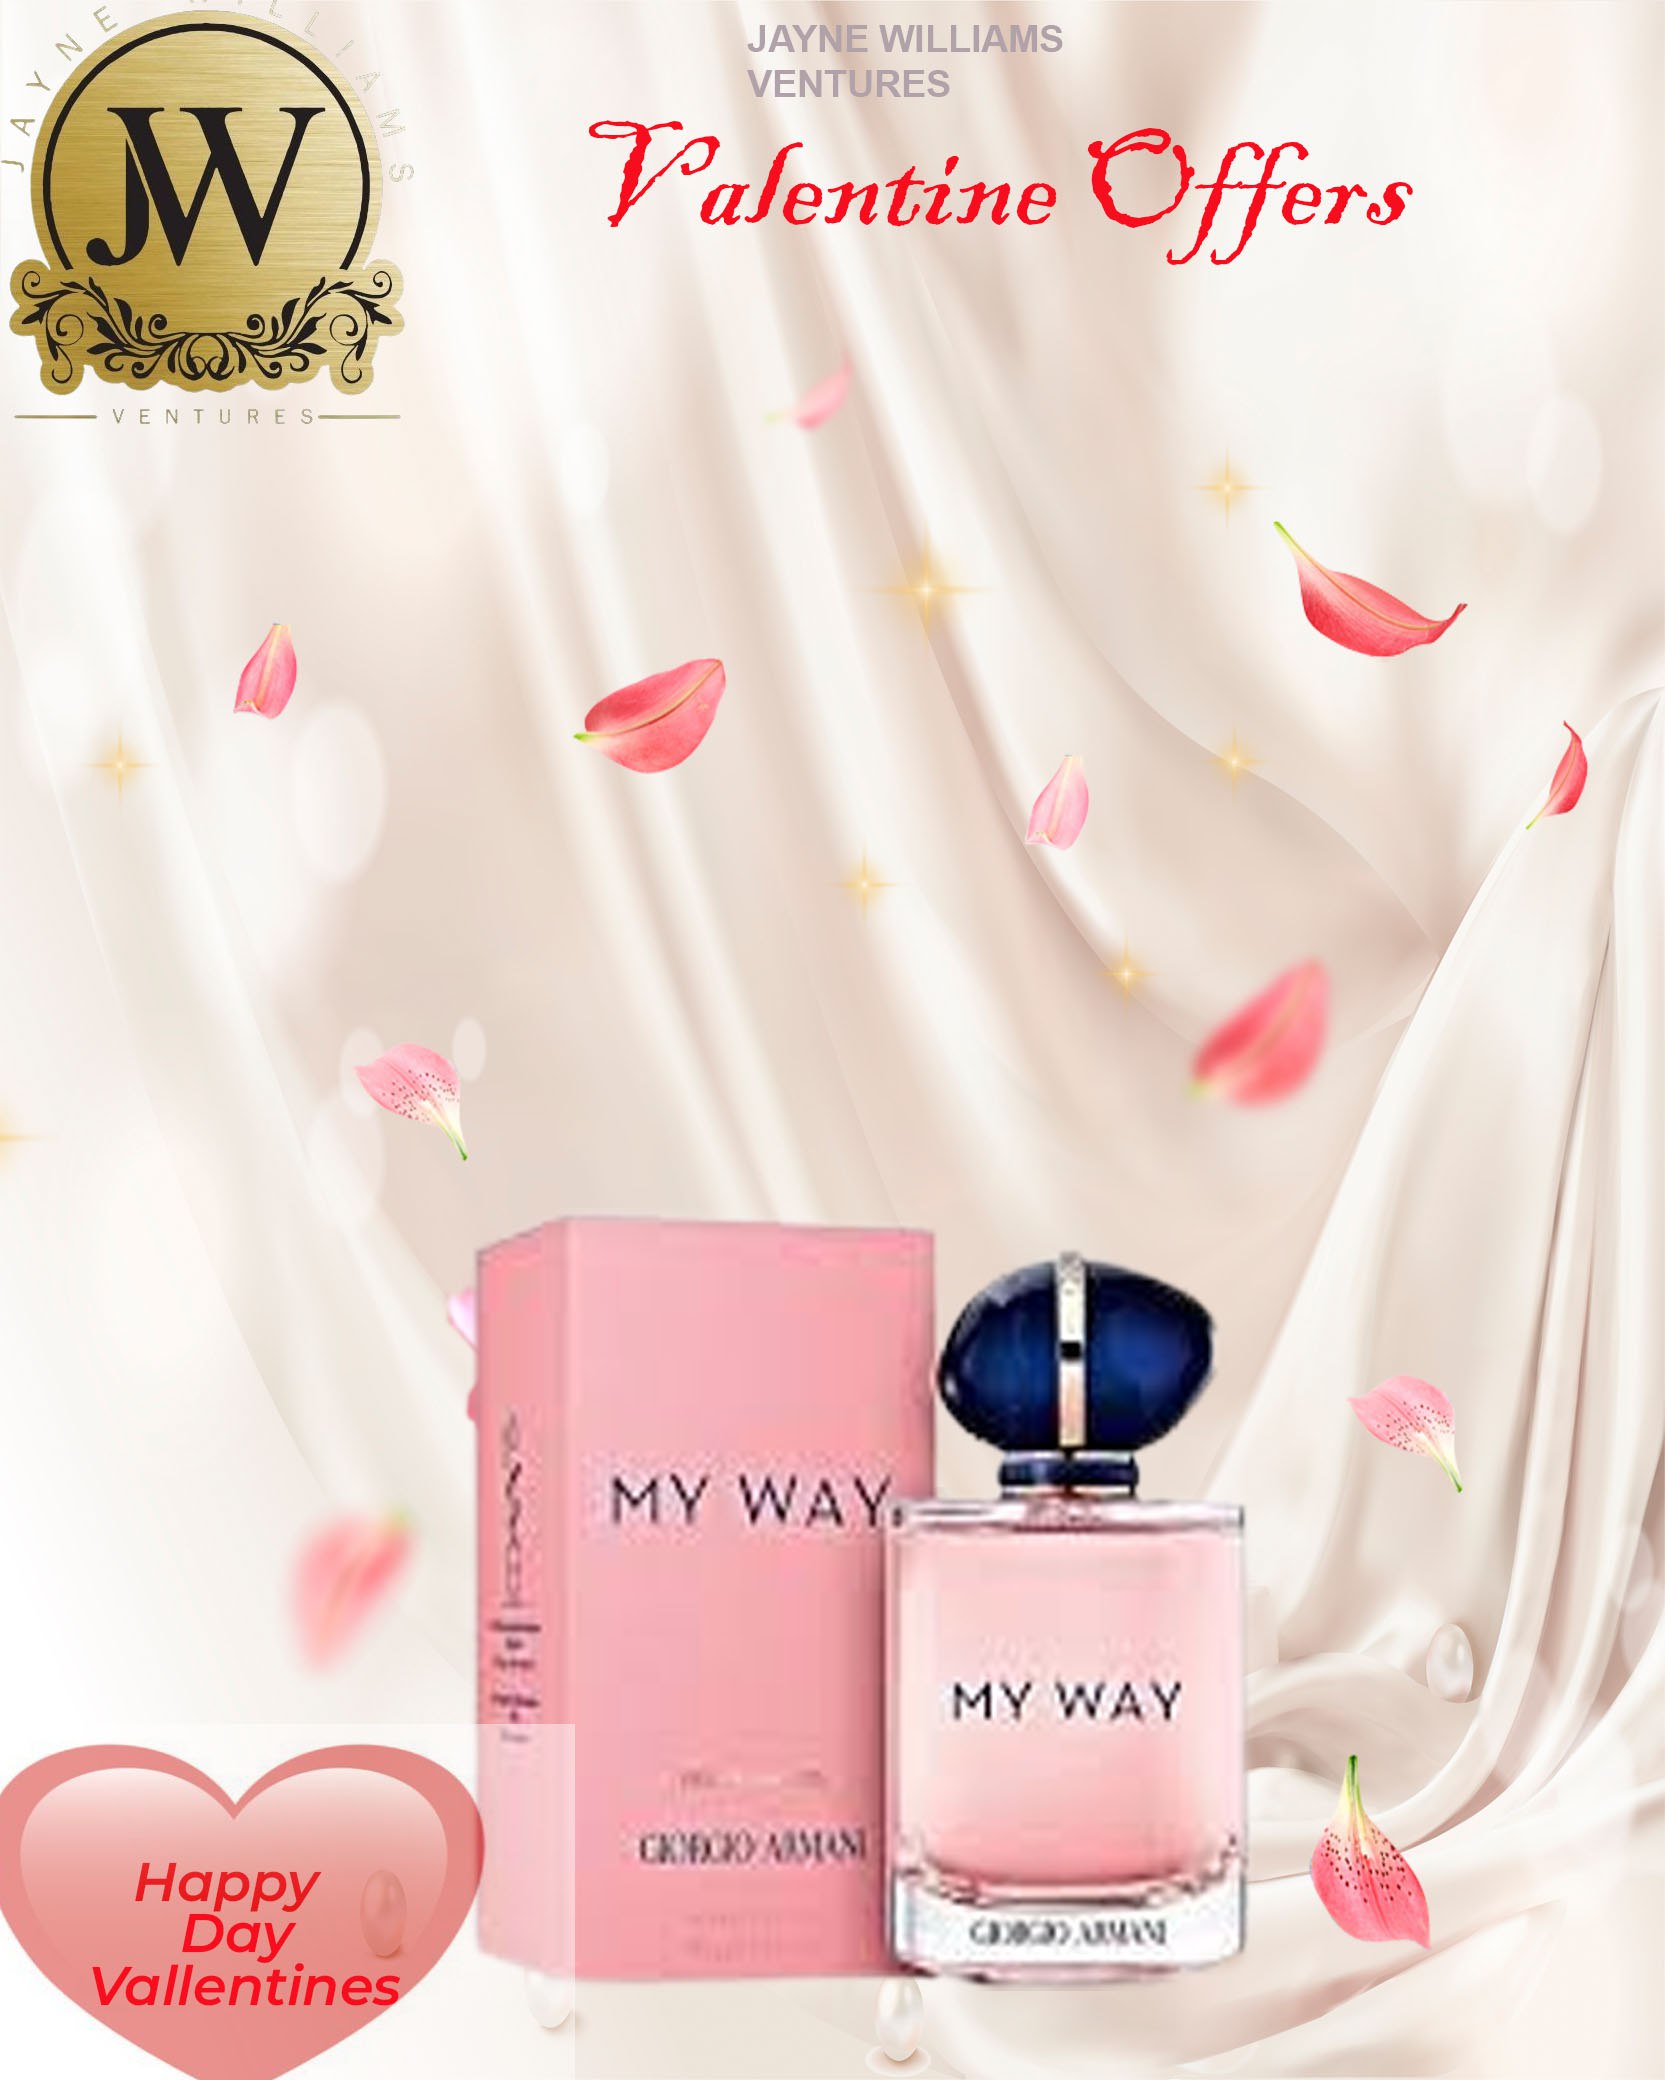 JAYNE WILLIAMS
VENTURES
Valentine Offers
JAYNE WILLIAMS
JW
VENTURES
MY WAY
GIORGIO ARMANI
MY WAY
GIORGIO ARMANI
Happy
Day
Vallentines